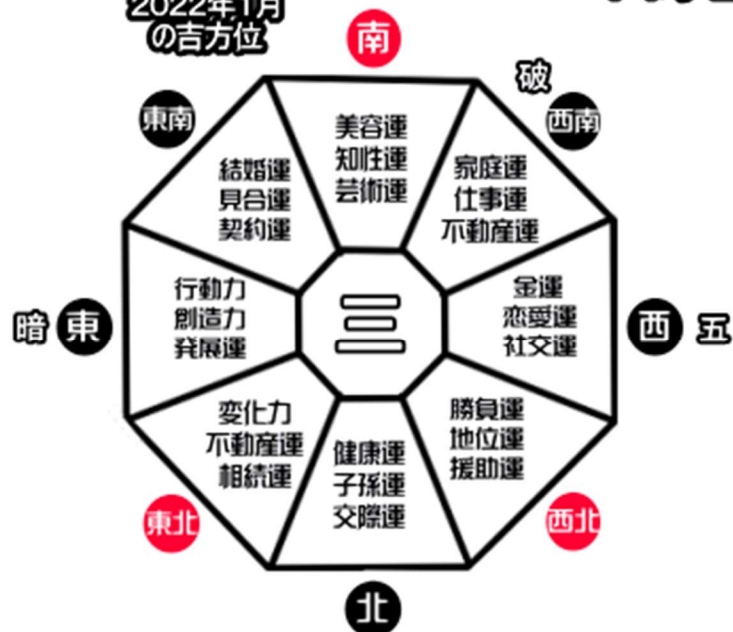 2022年1月
の吉方位
南
破
東南
西南
美容運
知性運
芸術運
結婚運
見合運
契約運
家庭運
仕事運
不動産運
行動力
創造力
発展運
三
金運
恋愛運
社交運
暗
東
西
五
変化力
不動産運
相続運
健康運
子孫運
交際運
勝負運
地位運
援助運
東北
西北
北